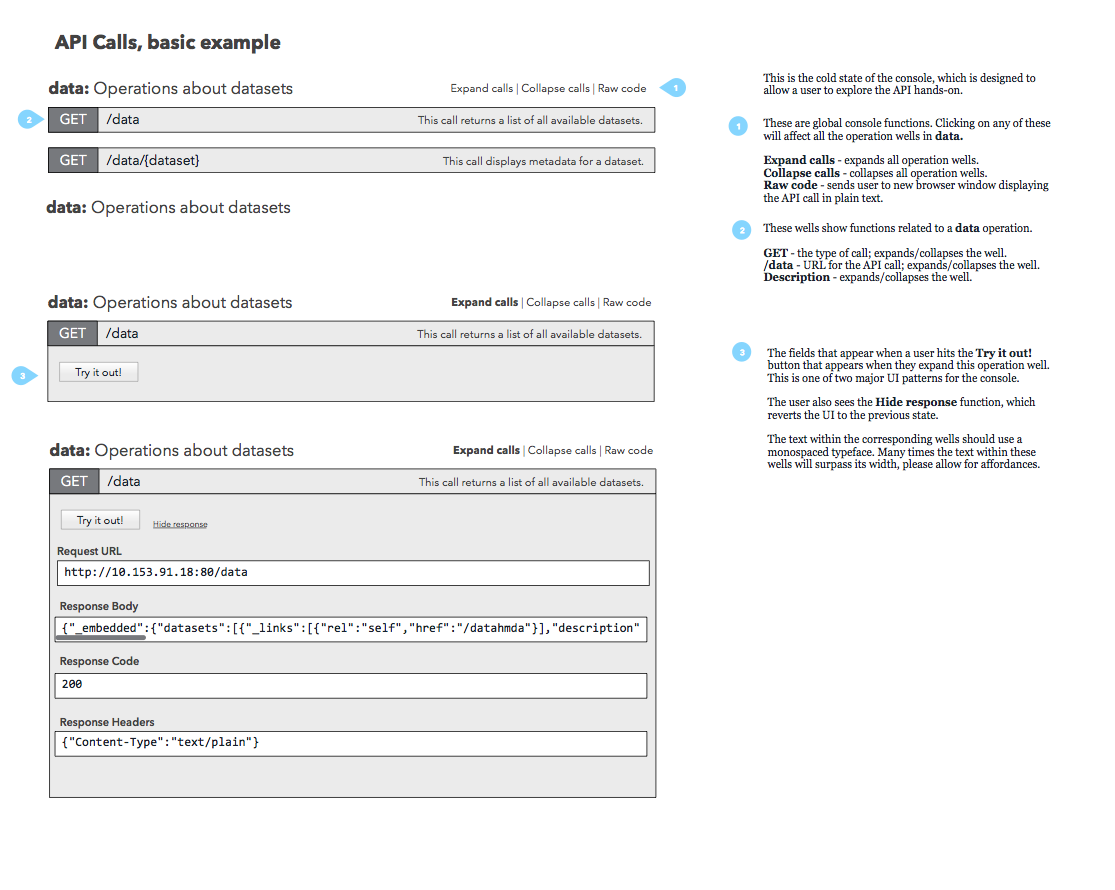 API Calls, basic example
data: Operations about datasets
Expand calls | Collapse calls | Raw code
1
2
GET /data This call returns a list of all available datasets.
GET /data/{dataset} This call displays metadata for a dataset.
data: Operations about datasets
data: Operations about datasets
Expand calls | Collapse calls | Raw code
GET /data This call returns a list of all available datasets.
3
Try it out!
data: Operations about datasets
Expand calls | Collapse calls | Raw code
GET /data This call returns a list of all available datasets.
Try it out! Hide response
Request URL
http://10.153.91.18:80/data
Response Body
{"_embedded":{"datasets":[{"_links":[{"rel":"self","href":"/datahmda"}],"description"
Response Code
200
Response Headers
{"Content-Type":"text/plain"}
This is the cold state of the console, which is designed to
allow a user to explore the API hands-on.
1
These are global console functions. Clicking on any of these
will affect all the operation wells in data.
Expand calls - expands all operation wells.
Collapse calls - collapses all operation wells.
Raw code - sends user to new browser window displaying
the API call in plain text.
2
These wells show functions related to a data operation.
GET - the type of call; expands/collapses the well.
/data - URL for the API call; expands/collapses the well.
Description - expands/collapses the well.
3
The fields that appear when a user hits the Try it out!
button that appears when they expand this operation well.
This is one of two major UI patterns for the console.
The user also sees the Hide response function, which
reverts the UI to the previous state.
The text within the corresponding wells should use a
monospaced typeface. Many times the text within these
wells will surpass its width, please allow for affordances.